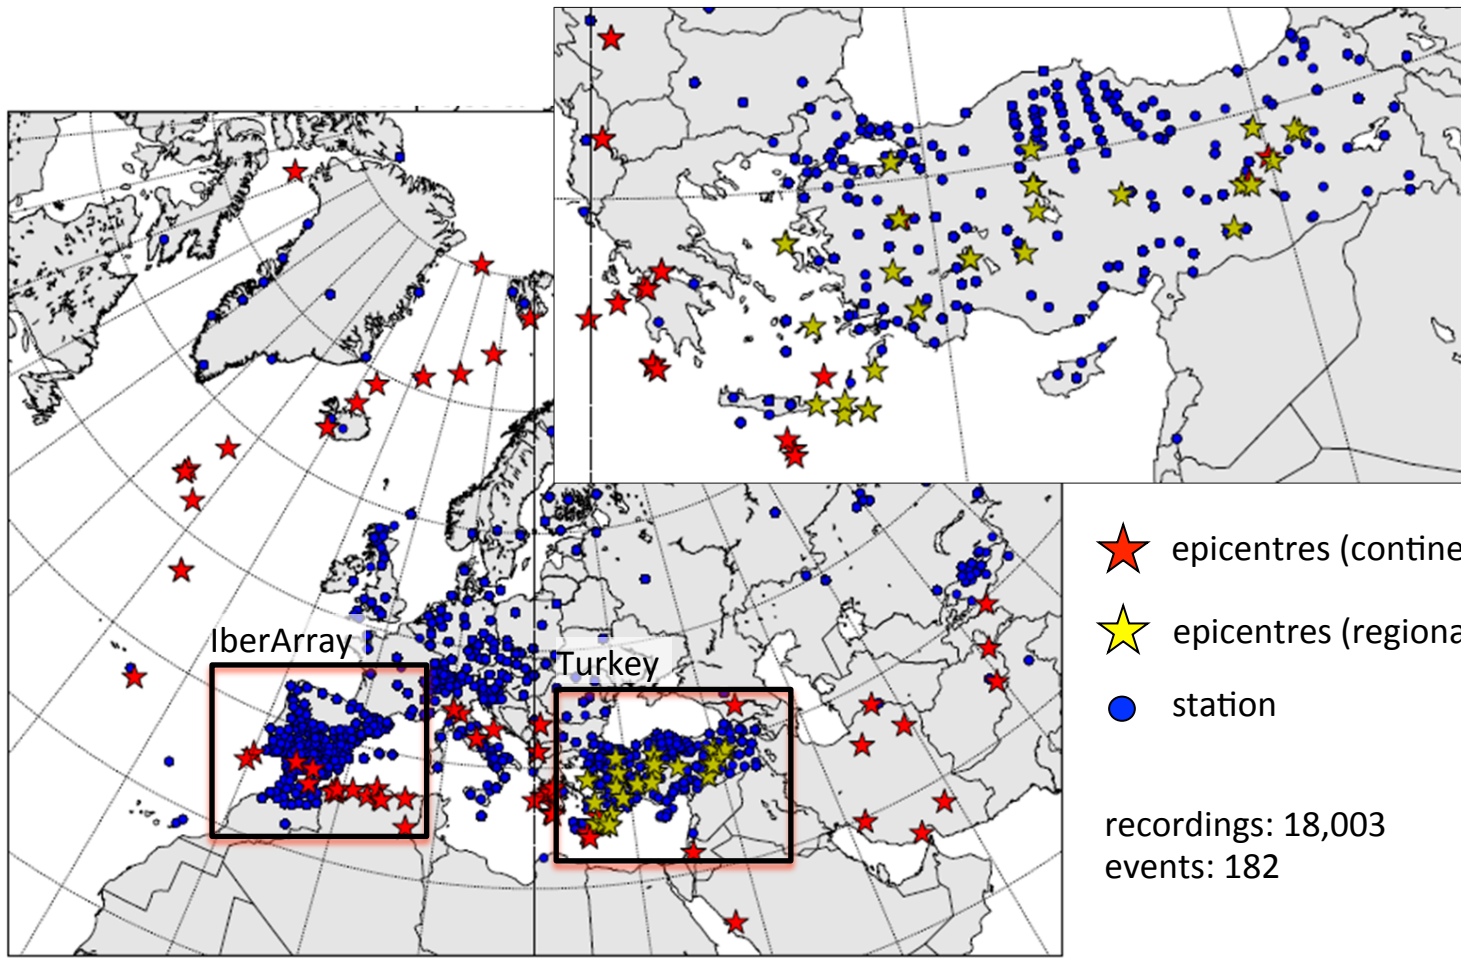 IberArray
Turkey
epicentres (contine
epicentres (regiona
station
recordings: 18,003
events: 182